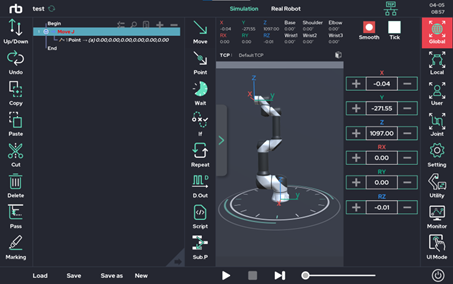 rb
Simulation
Real Robot
04-05
08:57
test
Up/Down
Undo
Copy
Paste
Cut
Delete
Pass
Marking
Begin
Move J
Point → (a) 0.00,0.00,0.00,0.00,0.00,0.00
End
Move
Point
Wait
If
Repeat
D.Out
Script
Sub.P
X Y Z Base Shoulder Elbow
-0.04 -271.55 1097.00 0.00 0.00 0.00
RX RY RZ Wrist1 Wrist2 Wrist3
0.00 0.00 -0.01 0.00 0.00 0.00
TCP : Default TCP
Z
X
Y
Z
X
Y
Smooth
Tick
X
-0.04
Y
-271.55
Z
1097.00
RX
0.00
RY
0.00
RZ
-0.01
Global
Local
User
Joint
Setting
Utility
Monitor
UI Mode
Load
Save
Save as
New